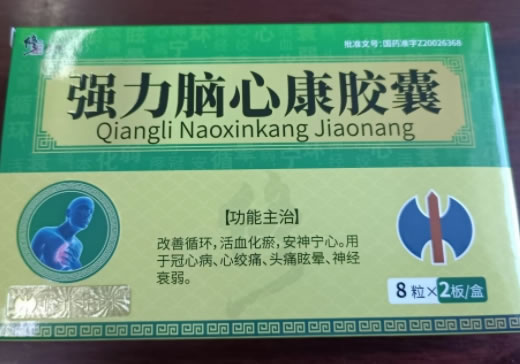 批准文号：国药准字Z20026368
强力脑心康胶囊
Qiangli Naoxinkang Jiaonang
【功能主治】
改善循环，活血化瘀，安神宁心。用
于冠心病、心绞痛、头痛眩晕、神经
衰弱。
8粒×2板/盒